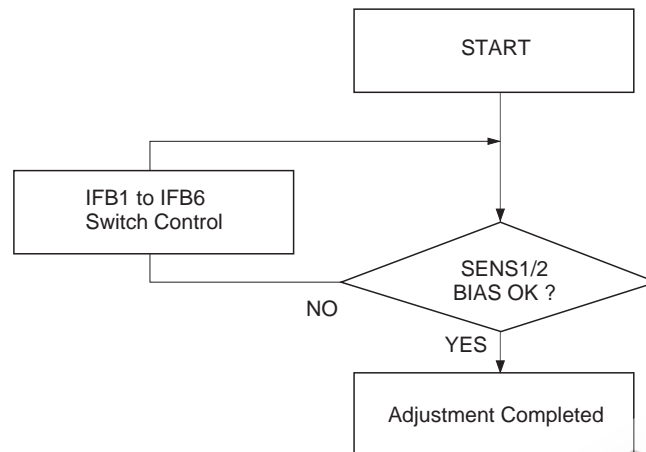 START
IFB1 to IFB6
Switch Control
SENS1/2
BIAS OK ?
NO
YES
Adjustment Completed